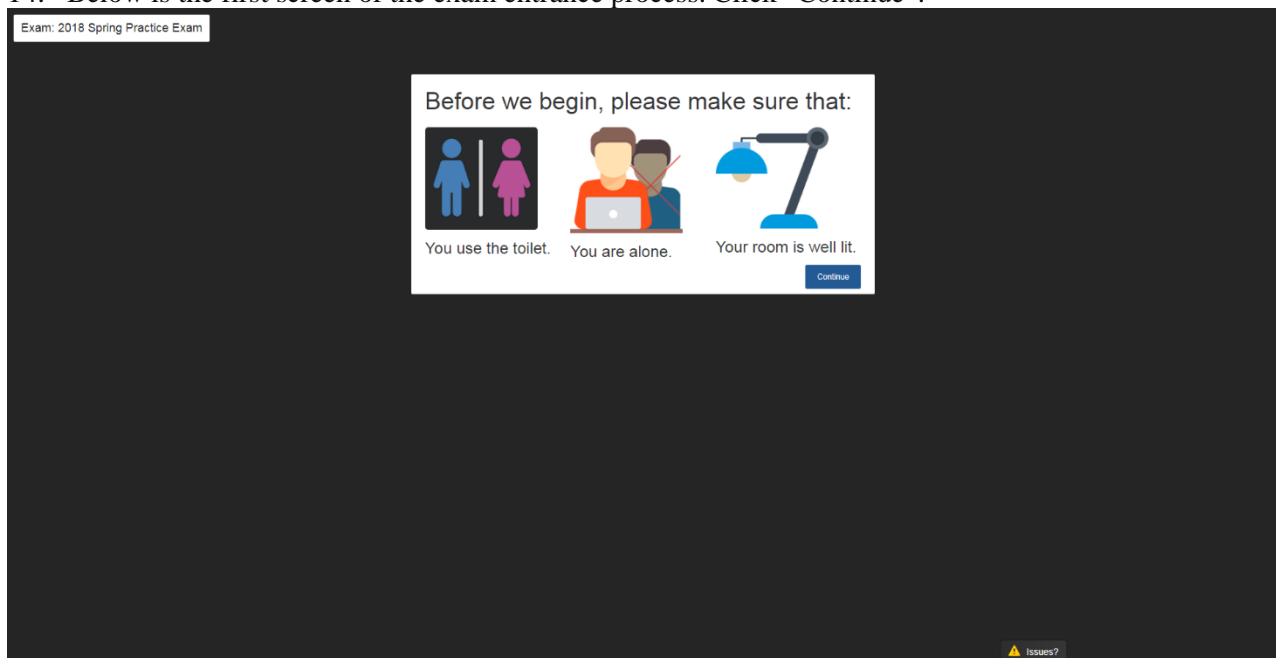 14. Below is the first screen of the exam entrance process. Click "Continue".
Exam: 2018 Spring Practice Exam
Before we begin, please make sure that:
You use the toilet.
You are alone.
Your room is well lit.
Continue
Issues?